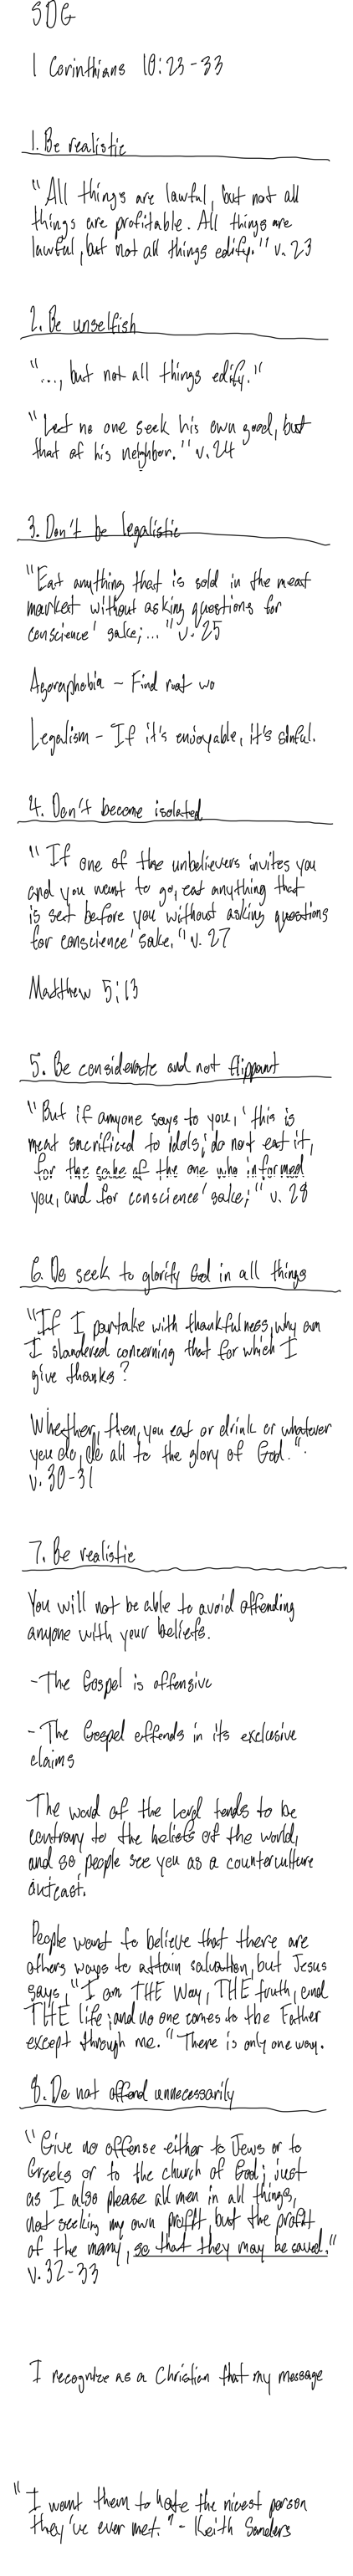 SDG
1 Corinthians 10:23-33
1. Be realistic
"All things are lawful, but not all
things are profitable. All things are
lawful, but not all things edify." v. 23
2. Be unselfish
"..., but not all things edify."
"Let no one seek his own good, but
that of his neighbor." v. 24
3. Don't be legalistic
"Eat anything that is sold in the meat
market without asking questions for
conscience' sake;..." v. 25
Agoraphobia - Find root wo
Legalism - If it's enjoyable, it's sinful.
4. Don't become isolated
"If one of the unbelievers invites you
and you want to go, eat anything that
is set before you without asking questions
for conscience' sake." v. 27
Matthew 5:13
5. Be considerate and not flippant
"But if anyone says to you, 'this is
meat sacrificed to idols,' do not eat it,
for the sake of the one who informed
you, and for conscience' sake;" v. 28
6. Do seek to glorify God in all things
"If I partake with thankfulness, why am
I slandered concerning that for which I
give thanks?
Whether, then, you eat or drink or whatever
you do, do all to the glory of God."
v. 30-31
7. Be realistic
You will not be able to avoid offending
anyone with your beliefs.
-The Gospel is offensive
-The Gospel offends in its exclusive
claims
The word of the Lord tends to be
contrary to the beliefs of the world,
and so people see you as a counterculture
outcast.
People want to believe that there are
others ways to attain salvation, but Jesus
says, "I am THE Way, THE truth, and
THE life; and no one comes to the Father
except through me." There is only one way.
8. Do not offend unnecessarily
"Give no offense either to Jews or to
Greeks or to the church of God; just
as I also please all men in all things,
not seeking my own profit, but the profit
of the many, so that they may be saved."
v. 32-33
I recognize as a Christian that my message
"I want them to hate the nicest person
they've ever met." - Keith Sanders